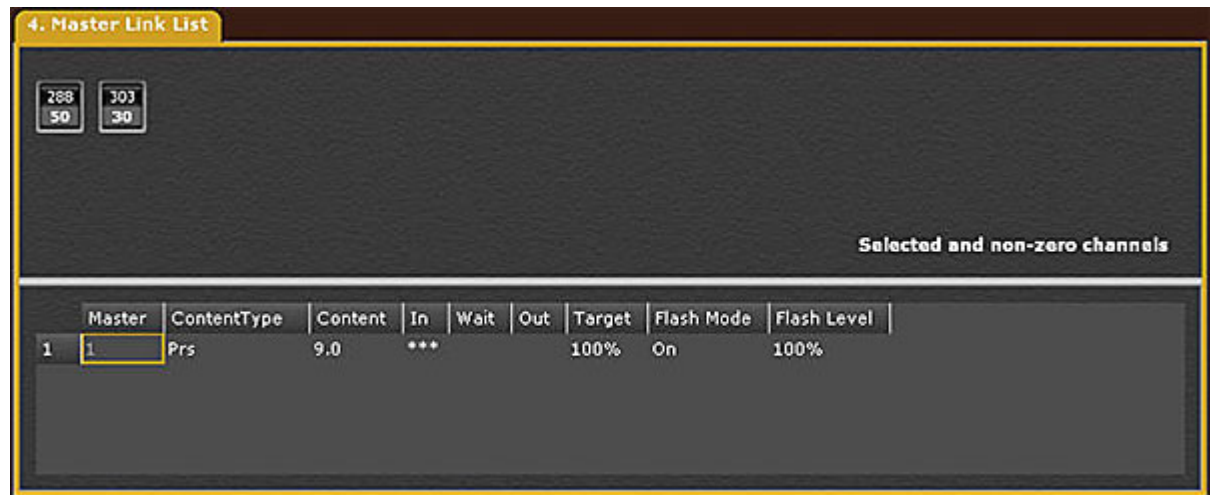 4. Master Link List
288 303
50 30
Selected and non-zero channels
Master ContentType Content In Wait Out Target Flash Mode Flash Level
1 1 Prs 9.0 *** 100% On 100%